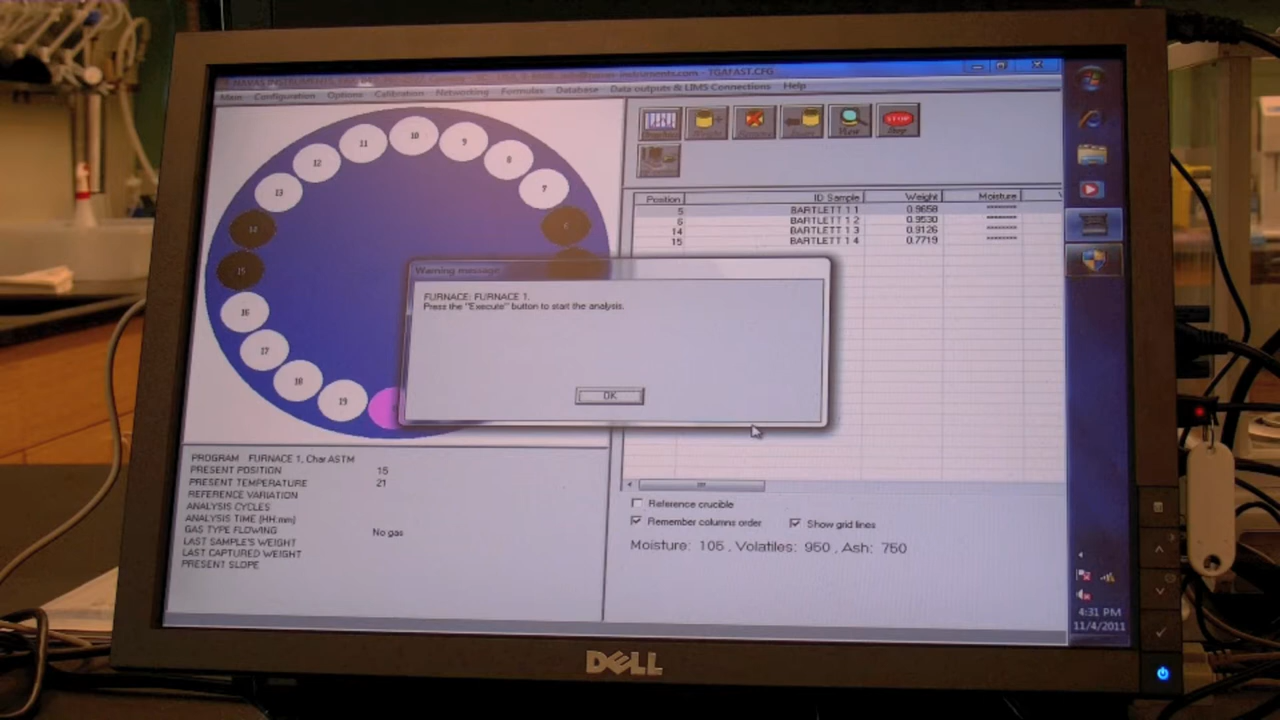 NAVAS INSTRUMENTS
TGAFAST.CFG
Main Configuration Options Calibration Networking Formulas Database Data outputs & LIMS Connections Help
10
11
9
12
8
13
7
14
6
15
16
17
18
19
View
STOP
Position ID Sample Weight Moisture
5 BARTLETT 1 1 0.9658 ********
6 BARTLETT 1 2 0.9530 ********
14 BARTLETT 1 3 0.9126 ********
15 BARTLETT 1 4 0.7719 ********
Warning message
FURNACE: FURNACE 1.
Press the "Execute" button to start the analysis.
OK
PROGRAM FURNACE 1, Char ASTM
PRESENT POSITION 15
PRESENT TEMPERATURE 21
REFERENCE VARIATION
ANALYSIS CYCLES
ANALYSIS TIME [HH:mm]
GAS TYPE FLOWING No gas
LAST SAMPLE'S WEIGHT
LAST CAPTURED WEIGHT
PRESENT SLOPE
Reference crucible
Remember columns order Show grid lines
Moisture: 105 , Volatiles: 950 , Ash: 750
4:31 PM
11/4/2011
DELL